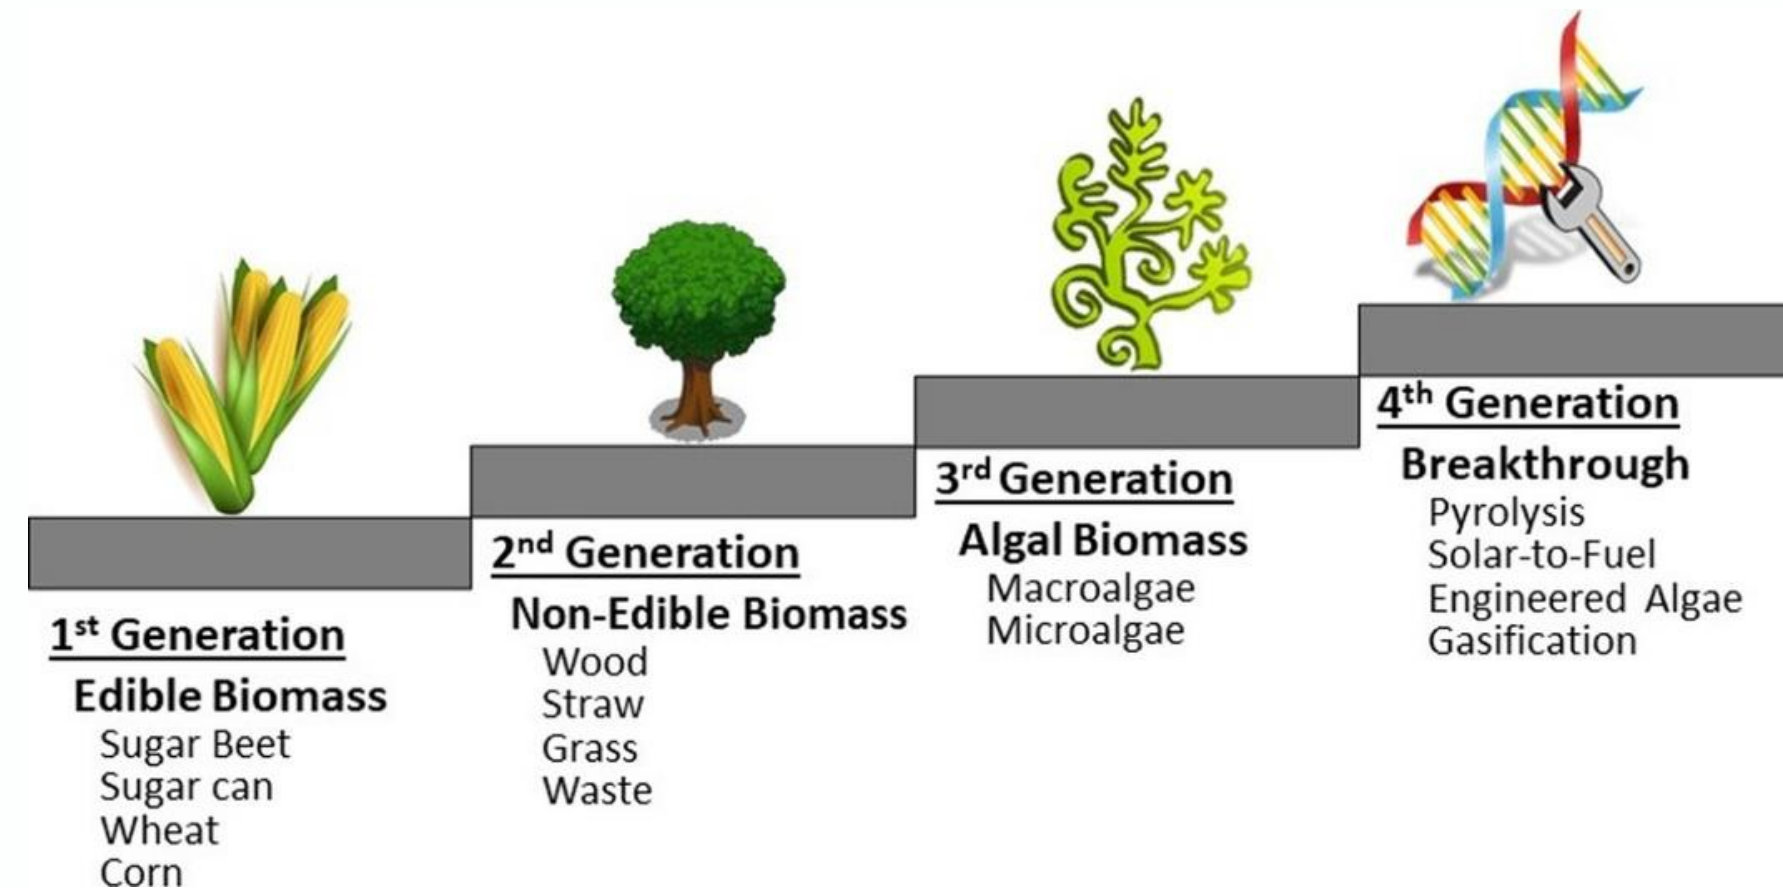 1st Generation
Edible Biomass
Sugar Beet
Sugar can
Wheat
Corn
2nd Generation
Non-Edible Biomass
Wood
Straw
Grass
Waste
3rd Generation
Algal Biomass
Macroalgae
Microalgae
4th Generation
Breakthrough
Pyrolysis
Solar-to-Fuel
Engineered Algae
Gasification